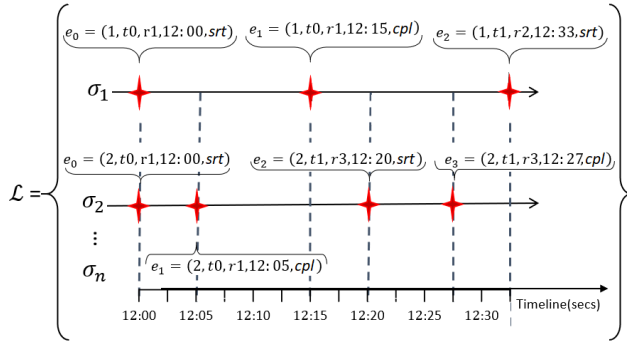 e₀ = (1, t0, r1,12: 00, srt) e₁ = (1, t0, r1,12: 15, cpl) e₂ = (1, t1, r2,12: 33, srt)
σ₁
e₀ = (2, t0, r1,12: 00, srt) e₂ = (2, t1, r3,12: 20, srt) e₃ = (2, t1, r3,12: 27, cpl)
ℒ =
σ₂
⋮
e₁ = (2, t0, r1,12: 05, cpl)
σₙ
Timeline(secs)
12:00 12:05 12:10 12:15 12:20 12:25 12:30